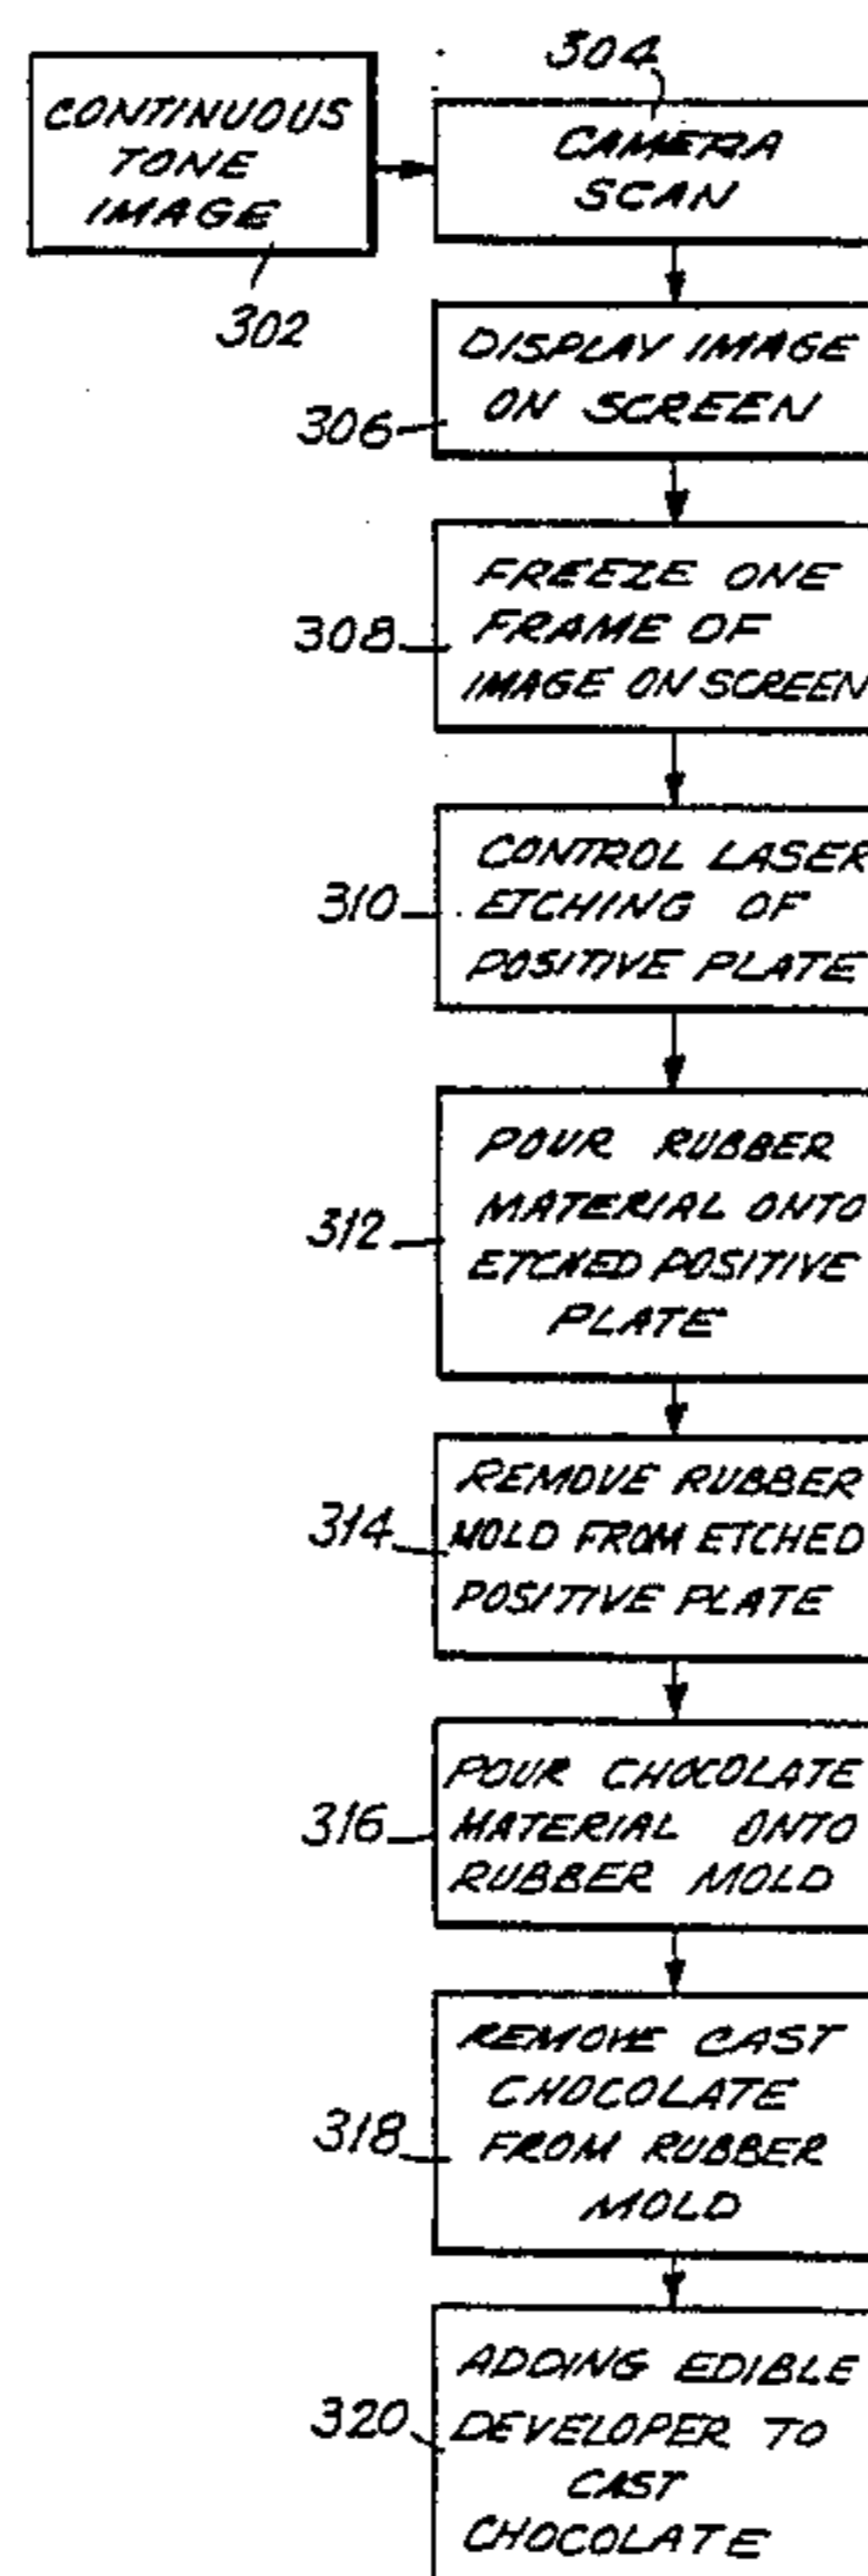 CONTINUOUS
TONE
IMAGE
302
304
CAMERA
SCAN
DISPLAY IMAGE
ON SCREEN
306
FREEZE ONE
FRAME OF
IMAGE ON SCREEN
308
CONTROL LASER
ETCHING OF
POSITIVE PLATE
310
POUR RUBBER
MATERIAL ONTO
ETCHED POSITIVE
PLATE
312
REMOVE RUBBER
MOLD FROM ETCHED
POSITIVE PLATE
314
POUR CHOCOLATE
MATERIAL ONTO
RUBBER MOLD
316
REMOVE CAST
CHOCOLATE
FROM RUBBER
MOLD
318
ADDING EDIBLE
DEVELOPER TO
CAST
CHOCOLATE
320